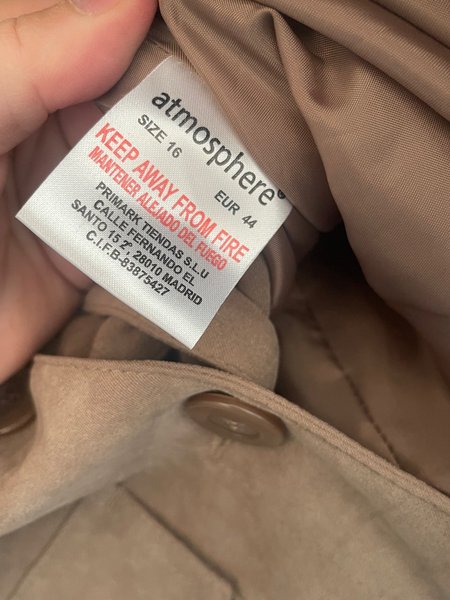 atmosphere
SIZE 16 EUR 44
KEEP AWAY FROM FIRE
MANTENER ALEJADO DEL FUEGO
PRIMARK TIENDAS S.L.U
CALLE FERNANDO EL
SANTO 15 2', 28010 MADRID
C.I.F.B-83875427